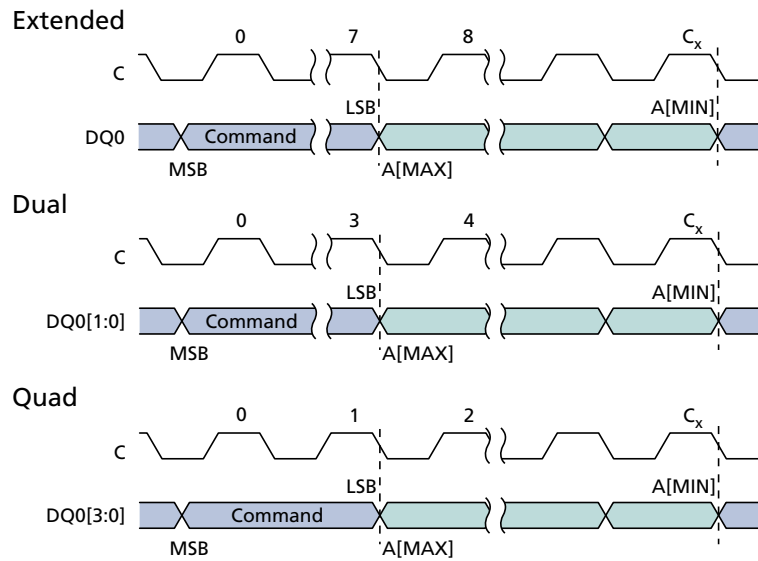 Extended
0 7 8 Cx
C
LSB A[MIN]
DQ0 Command
MSB A[MAX]
Dual
0 3 4 Cx
C
LSB A[MIN]
DQ0[1:0] Command
MSB A[MAX]
Quad
0 1 2 Cx
C
LSB A[MIN]
DQ0[3:0] Command
MSB A[MAX]